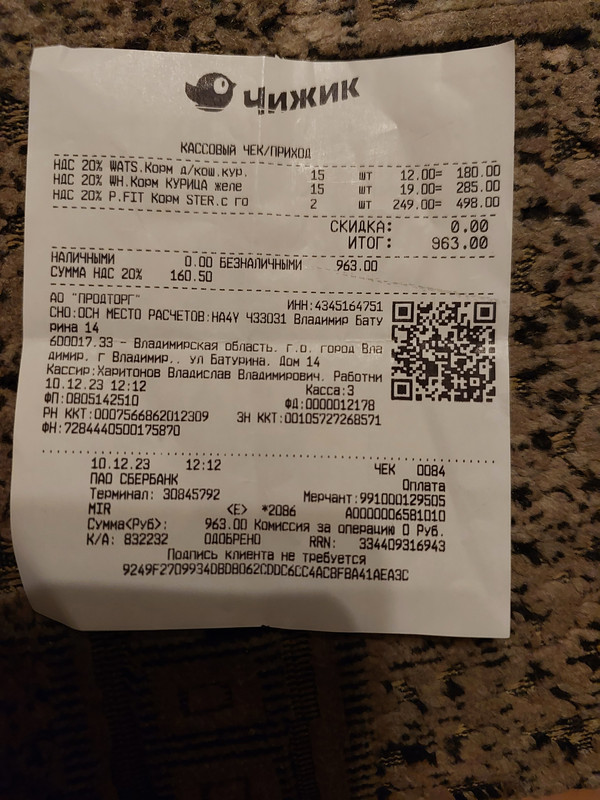 Чижик
КАССОВЫЙ ЧЕК/ПРИХОД
НДС 20% WATS.Корм д/кош.кур. 15 шт 12.00= 180.00
НДС 20% WH.Корм КУРИЦА желе 15 шт 19.00= 285.00
НДС 20% P.FIT Корм STER.с го 2 шт 249.00= 498.00
СКИДКА: 0.00
ИТОГ: 963.00
НАЛИЧНЫМИ 0.00 БЕЗНАЛИЧНЫМИ 963.00
СУММА НДС 20% 160.50
АО "ПРОДТОРГ" ИНН:4345164751
СНО:ОСН МЕСТО РАСЧЕТОВ:НА4У Ч33031 Владимир Бату
рина 14
600017.33 - Владимирская область. г.о. город Вла
димир. г Владимир.. ул Батурина. Дом 14
Кассир:Харитонов Владислав Владимирович. Работни
10.12.23 12:12 Касса:3
ФП:0805142510 ФД:0000012178
РН ККТ:0007566862012309 ЗН ККТ:00105727268571
ФН:7284440500175870
10.12.23 12:12 ЧЕК 0084
ПАО СБЕРБАНК Оплата
Терминал: 30845792 Мерчант:991000129505
MIR <E> *2086 A0000006581010
Сумма<Руб>: 963.00 Комиссия за операцию 0 Руб.
К/А: 832232 ОДОБРЕНО RRN: 334409316943
Подпись клиента не требуется
9249F2709934DBDB062CDDC6CC4AC8FBA41AEA3C